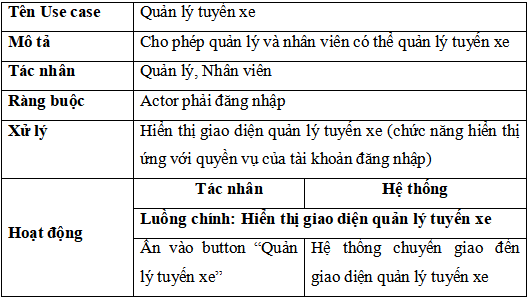 Tên Use case
Quản lý tuyến xe
Mô tả
Cho phép quản lý và nhân viên có thể quản lý tuyến xe
Tác nhân
Quản lý, Nhân viên
Ràng buộc
Actor phải đăng nhập
Xử lý
Hiển thị giao diện quản lý tuyến xe (chức năng hiển thị
ứng với quyền vụ của tài khoản đăng nhập)
Hoạt động
Tác nhân
Hệ thống
Luồng chính: Hiển thị giao diện quản lý tuyến xe
Ấn vào button “Quản
lý tuyến xe”
Hệ thống chuyển giao đến
giao diện quản lý tuyến xe